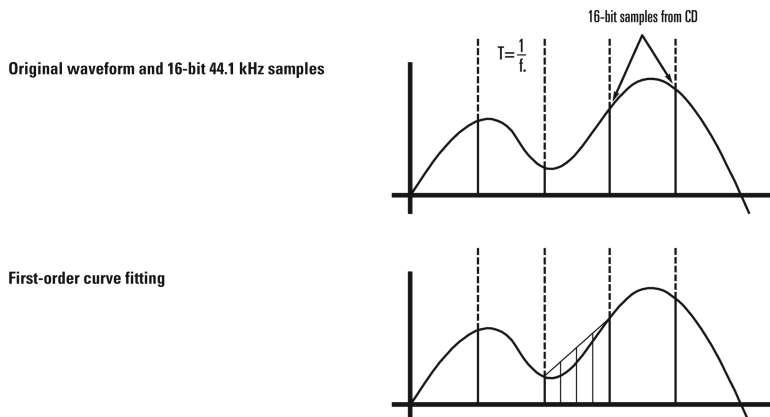 16-bit samples from CD
Original waveform and 16-bit 44.1 kHz samples
T=1/f.
First-order curve fitting